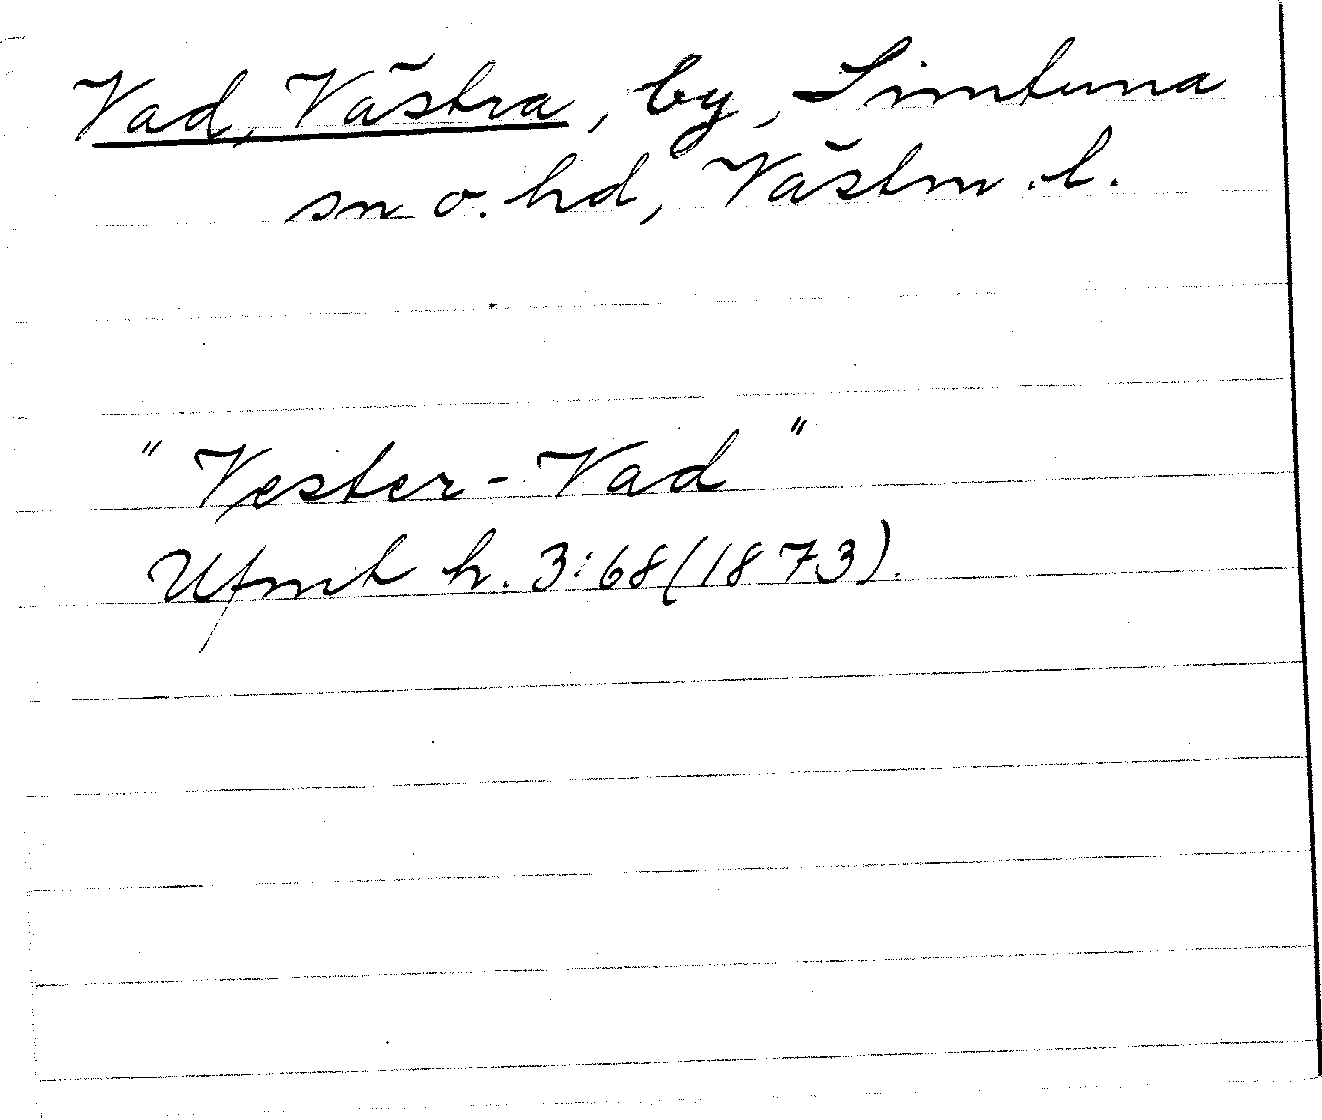 Vad, Västra, by, Simtuna
sn o. hd, Västm. l.
"Vester-Vad"
Ufmt h. 3:68(1873).